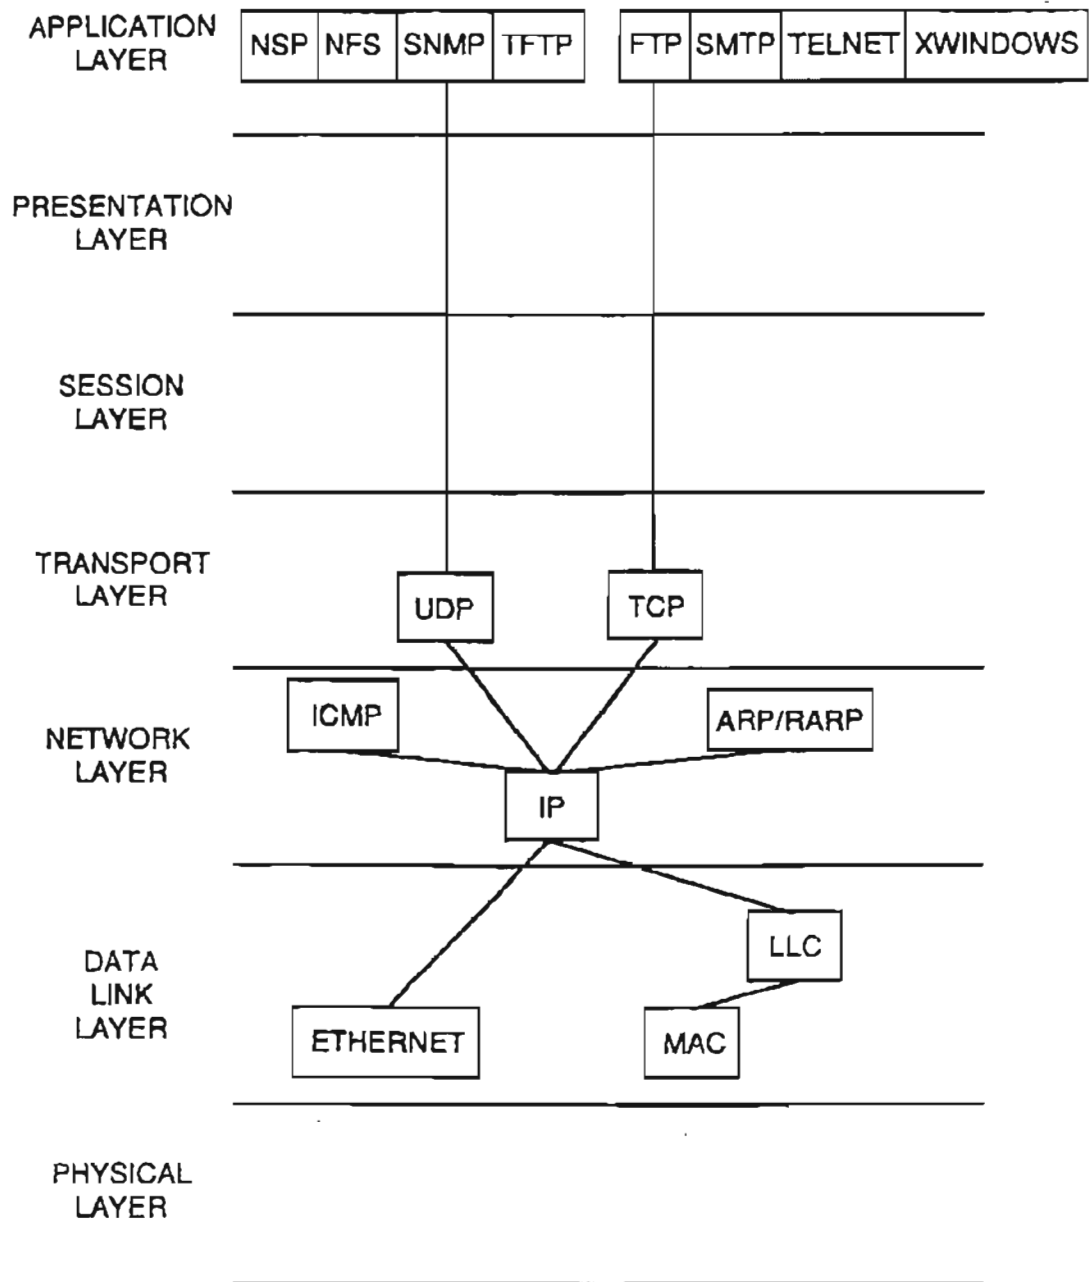 APPLICATION
LAYER
NSP NFS SNMP TFTP FTP SMTP TELNET XWINDOWS
PRESENTATION
LAYER
SESSION
LAYER
TRANSPORT
LAYER
UDP TCP
NETWORK
LAYER
ICMP ARP/RARP
IP
DATA
LINK
LAYER
LLC
ETHERNET MAC
PHYSICAL
LAYER